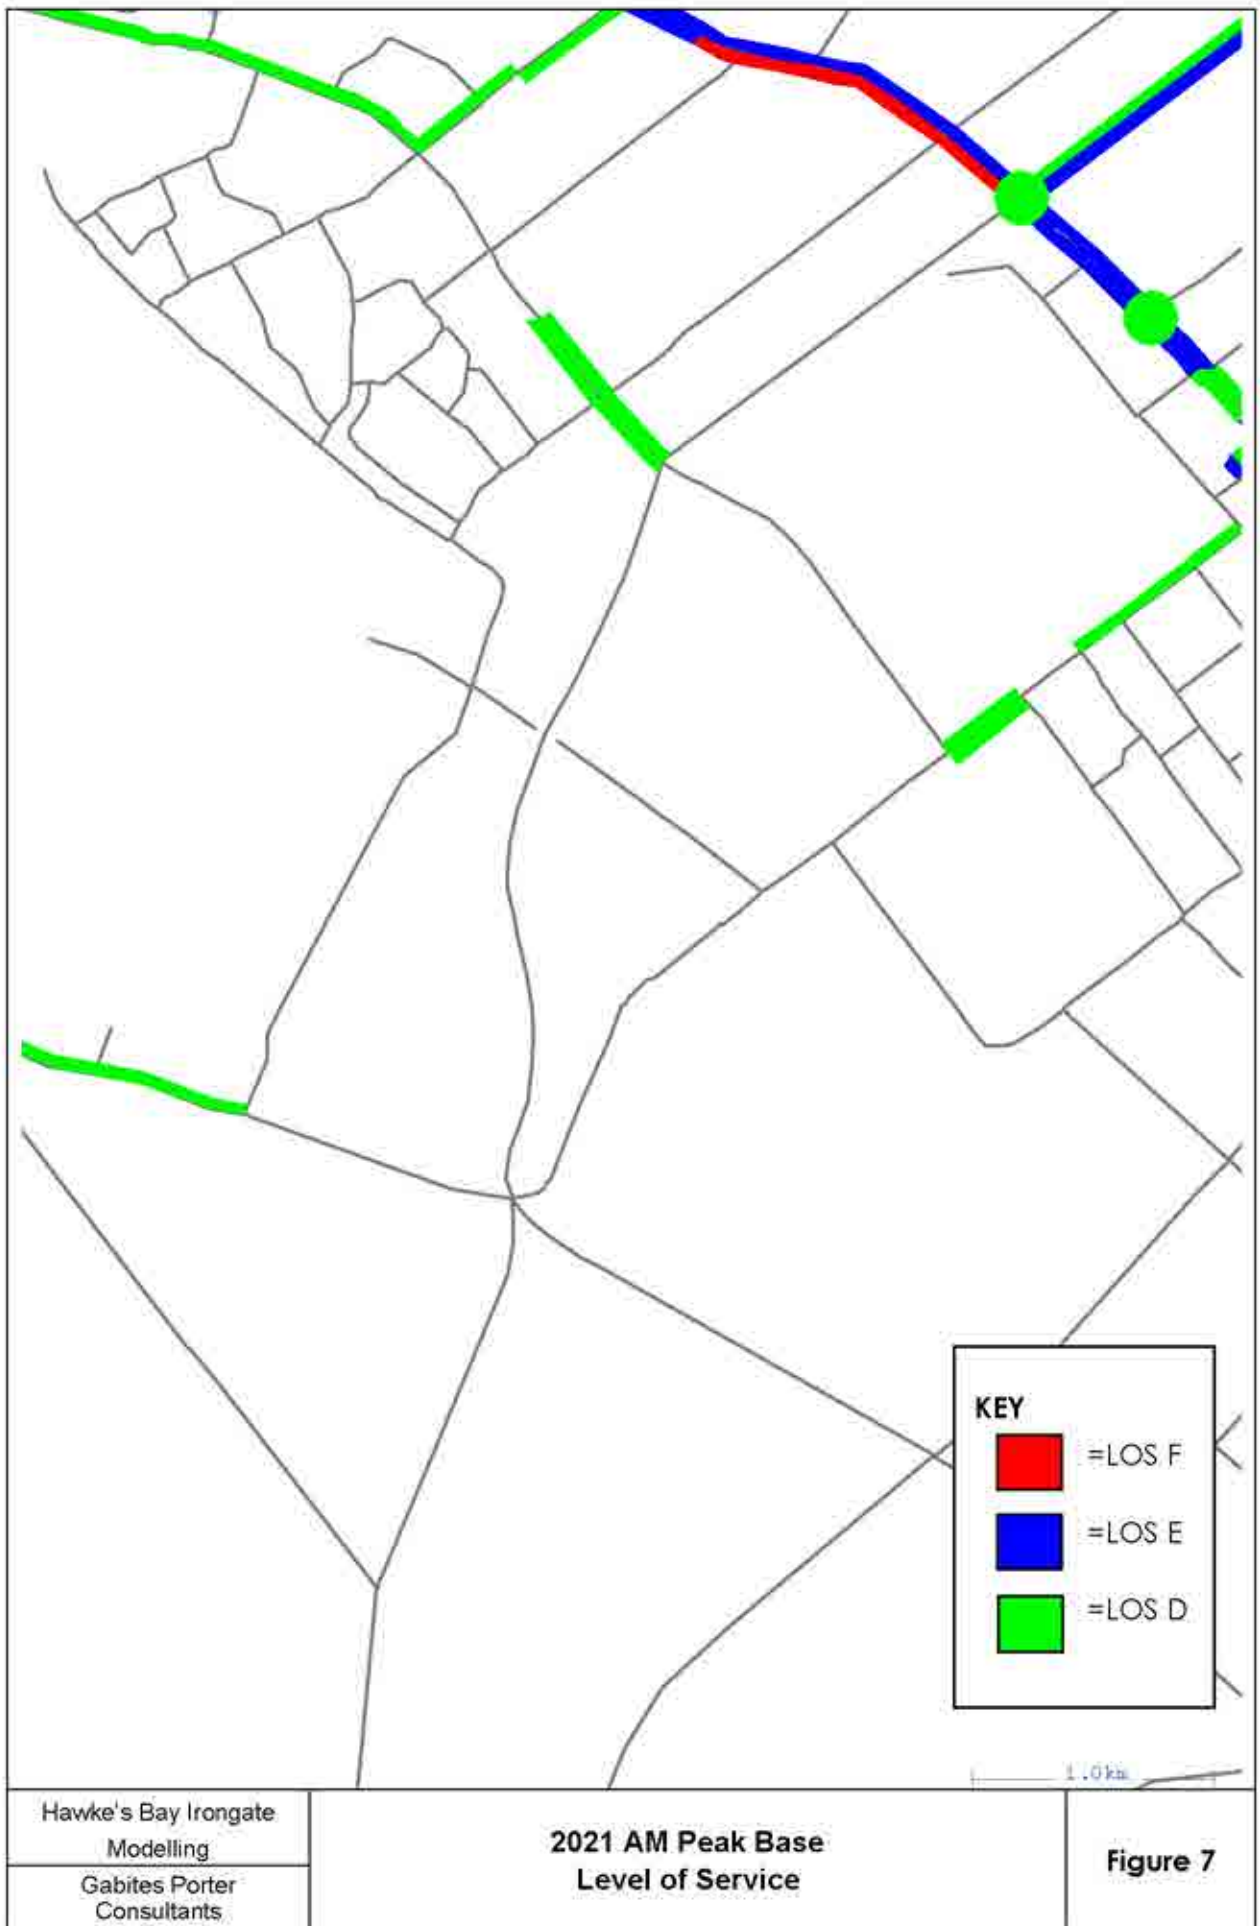 KEY
=LOS F
=LOS E
=LOS D
1.0km
Hawke's Bay Irongate
Modelling
Gabites Porter
Consultants
2021 AM Peak Base
Level of Service
Figure 7